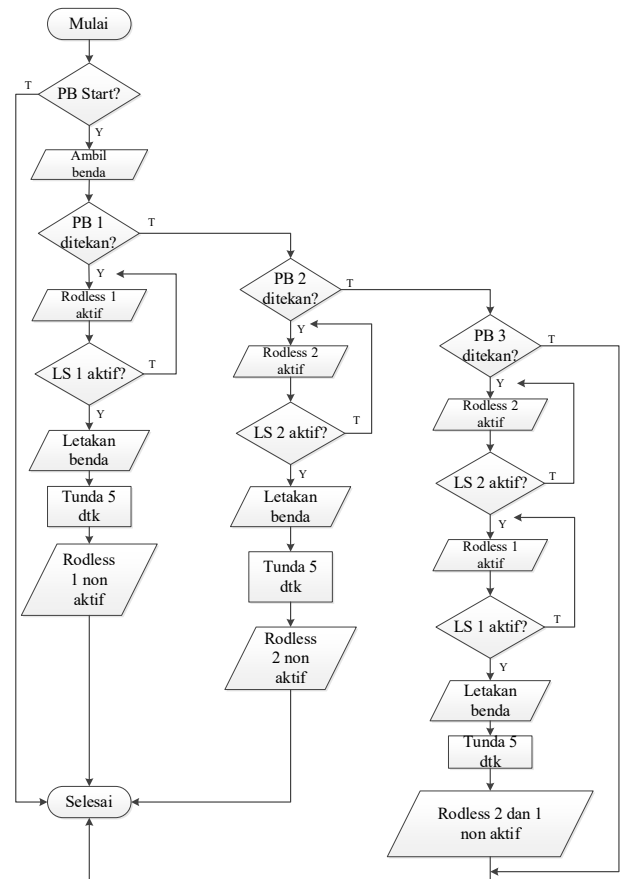 Mulai
T
PB Start?
Y
Ambil
benda
PB 1
ditekan?
T
Y
Rodless 1
aktif
LS 1 aktif?
T
Y
Letakan
benda
Tunda 5
dtk
Rodless
1 non
aktif
Selesai
PB 2
ditekan?
T
Y
Rodless 2
aktif
LS 2 aktif?
T
Y
Letakan
benda
Tunda 5
dtk
Rodless
2 non
aktif
PB 3
ditekan?
T
Y
Rodless 2
aktif
LS 2 aktif?
T
Y
Rodless 1
aktif
LS 1 aktif?
T
Y
Letakan
benda
Tunda 5
dtk
Rodless 2 dan 1
non aktif